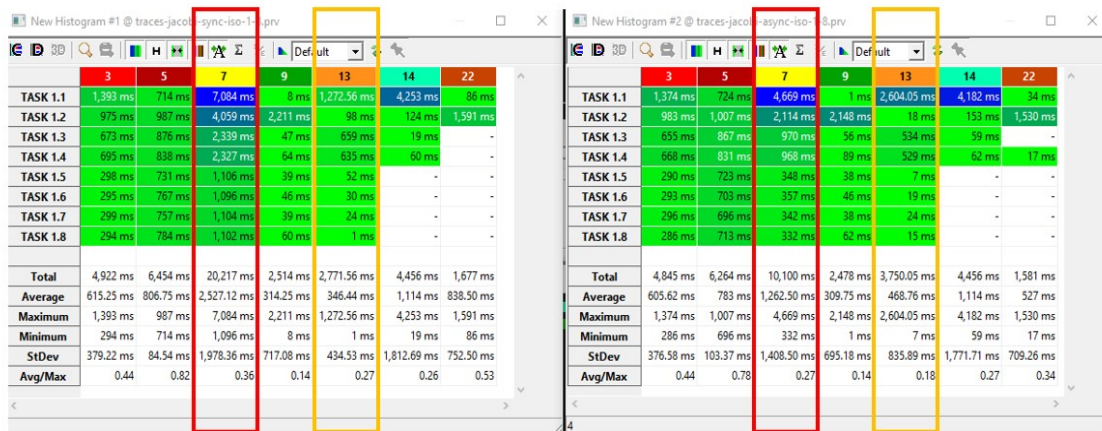 New Histogram #1 @ traces-jacobi-sync-iso-1-8.prv
3D Σ Default
3 5 7 9 13 14 22
TASK 1.1 1,393 ms 714 ms 7,084 ms 8 ms 1,272.56 ms 4,253 ms 86 ms
TASK 1.2 975 ms 987 ms 4,059 ms 2,211 ms 98 ms 124 ms 1,591 ms
TASK 1.3 673 ms 876 ms 2,339 ms 47 ms 659 ms 19 ms -
TASK 1.4 695 ms 838 ms 2,327 ms 64 ms 635 ms 60 ms -
TASK 1.5 298 ms 731 ms 1,106 ms 39 ms 52 ms - -
TASK 1.6 295 ms 767 ms 1,096 ms 46 ms 30 ms - -
TASK 1.7 299 ms 757 ms 1,104 ms 39 ms 24 ms - -
TASK 1.8 294 ms 784 ms 1,102 ms 60 ms 1 ms - -
Total 4,922 ms 6,454 ms 20,217 ms 2,514 ms 2,771.56 ms 4,456 ms 1,677 ms
Average 615.25 ms 806.75 ms 2,527.12 ms 314.25 ms 346.44 ms 1,114 ms 838.50 ms
Maximum 1,393 ms 987 ms 7,084 ms 2,211 ms 1,272.56 ms 4,253 ms 1,591 ms
Minimum 294 ms 714 ms 1,096 ms 8 ms 1 ms 19 ms 86 ms
StDev 379.22 ms 84.54 ms 1,978.36 ms 717.08 ms 434.53 ms 1,812.69 ms 752.50 ms
Avg/Max 0.44 0.82 0.36 0.14 0.27 0.26 0.53
New Histogram #2 @ traces-jacobi-async-iso-1-8.prv
3D Σ Default
3 5 7 9 13 14 22
TASK 1.1 1,374 ms 724 ms 4,669 ms 1 ms 2,604.05 ms 4,182 ms 34 ms
TASK 1.2 983 ms 1,007 ms 2,114 ms 2,148 ms 18 ms 153 ms 1,530 ms
TASK 1.3 655 ms 867 ms 970 ms 56 ms 534 ms 59 ms -
TASK 1.4 668 ms 831 ms 968 ms 89 ms 529 ms 62 ms 17 ms
TASK 1.5 290 ms 723 ms 348 ms 38 ms 7 ms - -
TASK 1.6 293 ms 703 ms 357 ms 46 ms 19 ms - -
TASK 1.7 296 ms 696 ms 342 ms 38 ms 24 ms - -
TASK 1.8 286 ms 713 ms 332 ms 62 ms 15 ms - -
Total 4,845 ms 6,264 ms 10,100 ms 2,478 ms 3,750.05 ms 4,456 ms 1,581 ms
Average 605.62 ms 783 ms 1,262.50 ms 309.75 ms 468.76 ms 1,114 ms 527 ms
Maximum 1,374 ms 1,007 ms 4,669 ms 2,148 ms 2,604.05 ms 4,182 ms 1,530 ms
Minimum 286 ms 696 ms 332 ms 1 ms 7 ms 59 ms 17 ms
StDev 376.58 ms 103.37 ms 1,408.50 ms 695.18 ms 835.89 ms 1,771.71 ms 709.26 ms
Avg/Max 0.44 0.78 0.27 0.14 0.18 0.27 0.34
4